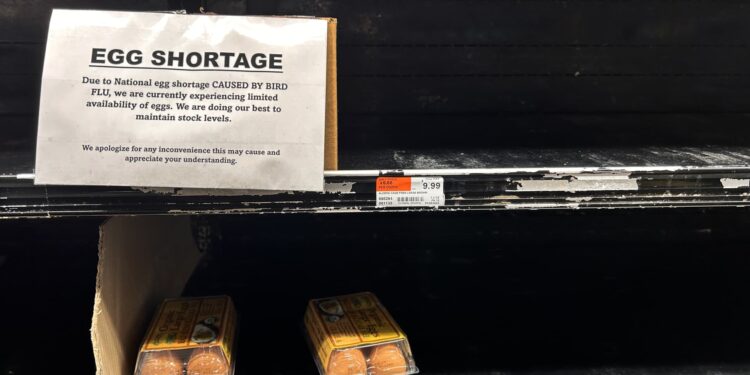 EGG SHORTAGE
Due to National egg shortage CAUSED BY BIRD
FLU, we are currently experiencing limited
availability of eggs. We are doing our best to
maintain stock levels.
We apologize for any inconvenience this may cause and
appreciate your understanding.
9.99